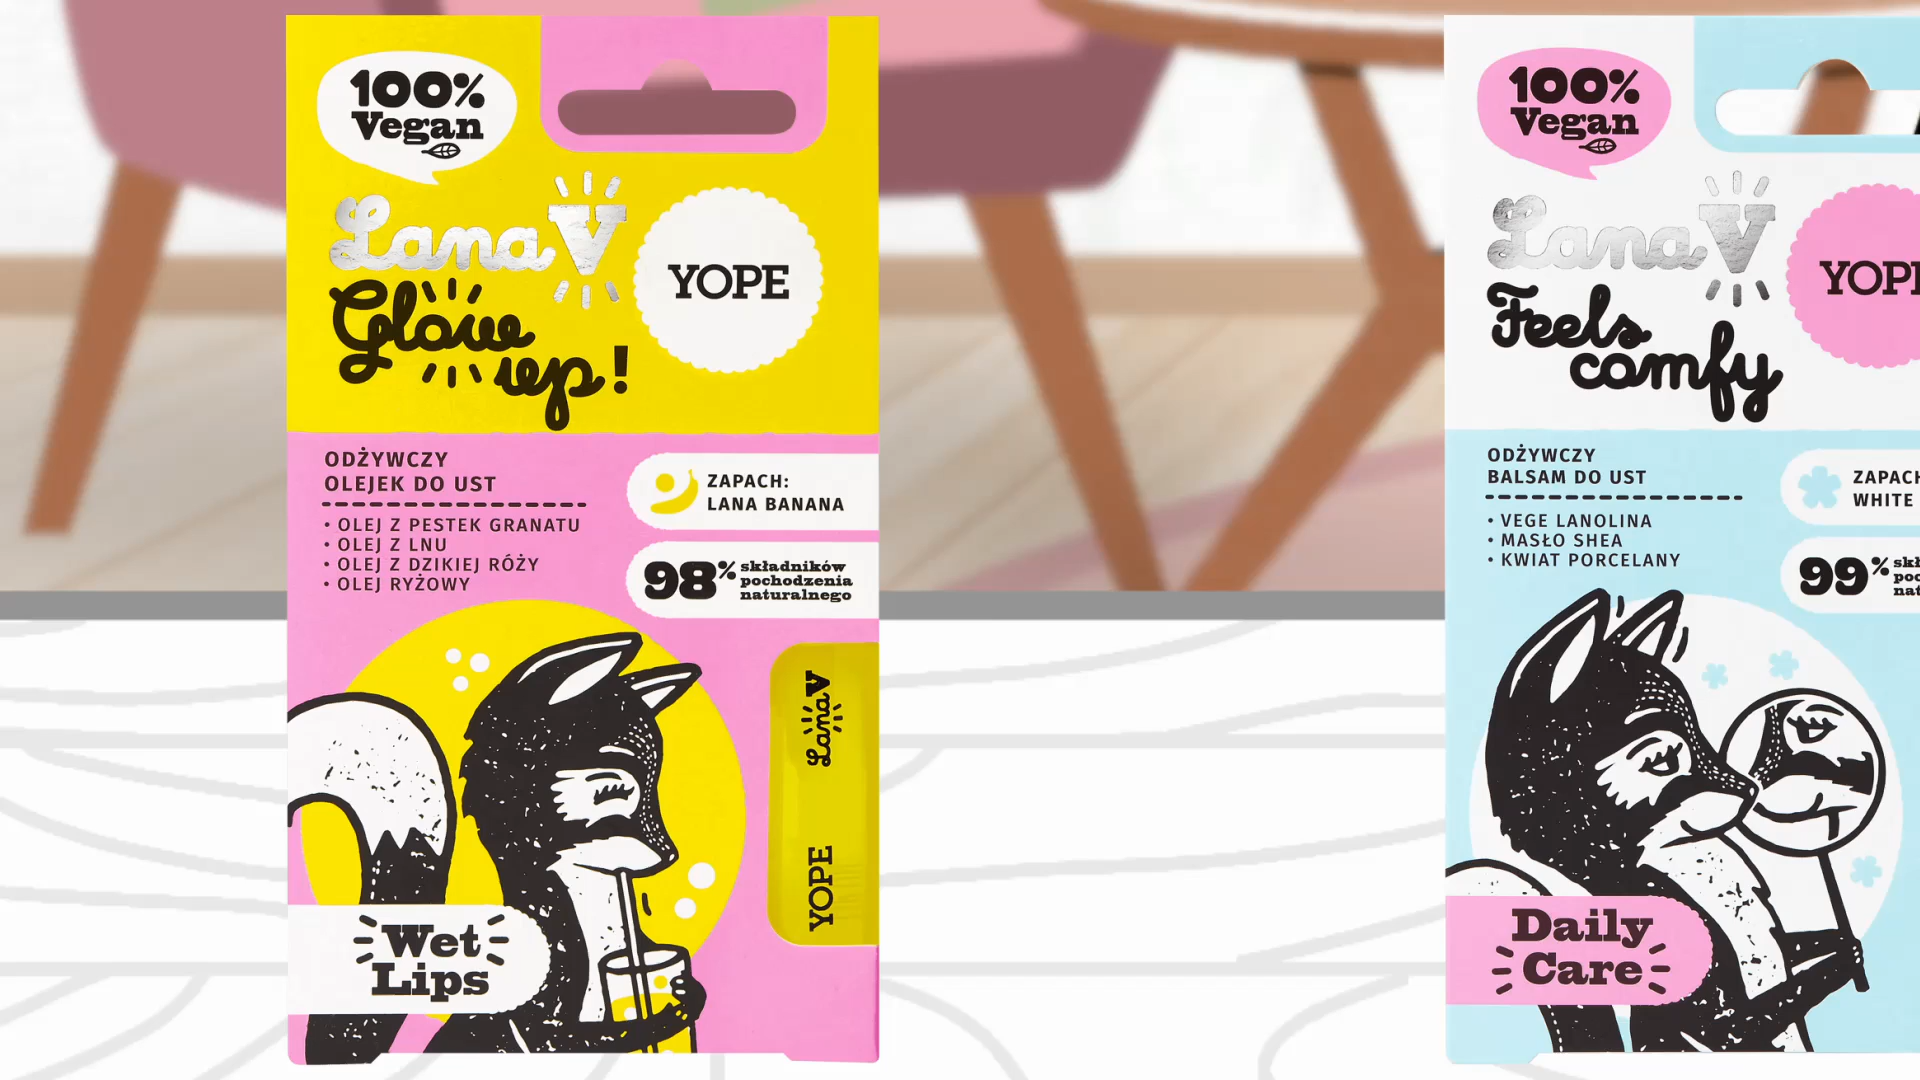 100%
Vegan
Lana V
Glow
up!
YOPE
ODŻYWCZY
OLEJEK DO UST
• OLEJ Z PESTEK GRANATU
• OLEJ Z LNU
• OLEJ Z DZIKIEJ RÓŻY
• OLEJ RYŻOWY
ZAPACH:
LANA BANANA
98% składników
pochodzenia
naturalnego
Lana V
YOPE
Wet
Lips
100%
Vegan
Lana V
Feels
comfy
YOPE
ODŻYWCZY
BALSAM DO UST
• VEGE LANOLINA
• MASŁO SHEA
• KWIAT PORCELANY
ZAPACH
WHITE
99%
Daily
Care